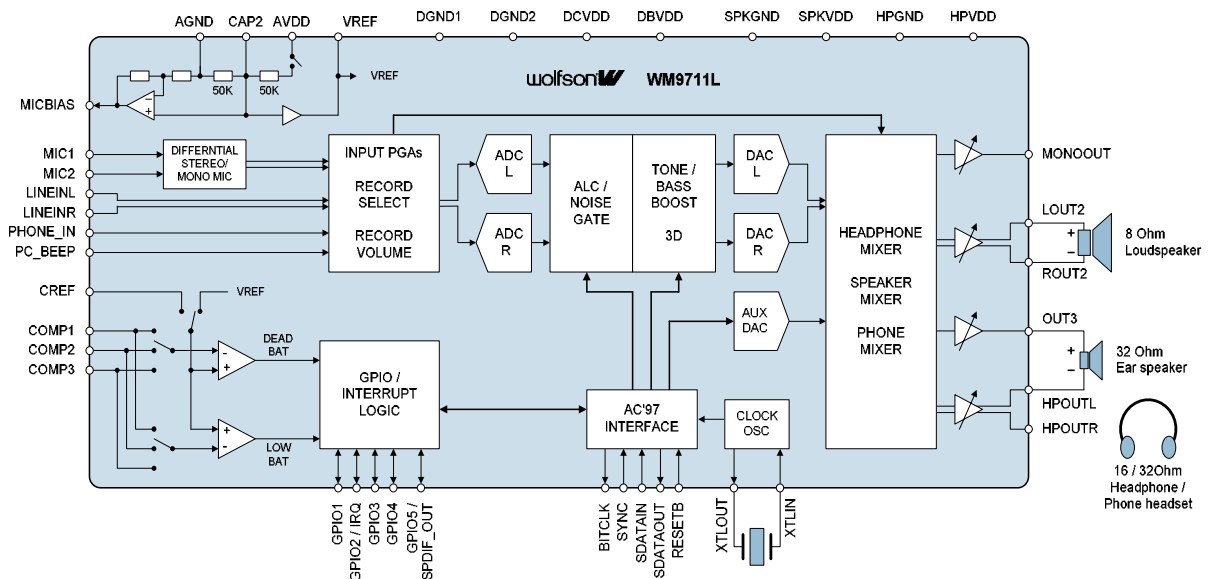 AGND CAP2 AVDD VREF DGND1 DGND2 DCVDD DBVDD SPKGND SPKVDD HPGND HPVDD
wolfson WM9711L
VREF
50K 50K
MICBIAS
MIC1
MIC2
LINEINL
LINEINR
PHONE_IN
PC_BEEP
CREF
COMP1
COMP2
COMP3
DIFFERNTIAL
STEREO/
MONO MIC
INPUT PGAs
RECORD
SELECT
RECORD
VOLUME
ADC
L
ADC
R
ALC /
NOISE
GATE
TONE /
BASS
BOOST
3D
DAC
L
DAC
R
AUX
DAC
HEADPHONE
MIXER
SPEAKER
MIXER
PHONE
MIXER
MONOOUT
LOUT2
+
−
8 Ohm
Loudspeaker
ROUT2
OUT3
+
−
32 Ohm
Ear speaker
HPOUTL
HPOUTR
16 / 32Ohm
Headphone /
Phone headset
VREF
DEAD
BAT
-
+
+
-
LOW
BAT
GPIO /
INTERRUPT
LOGIC
AC'97
INTERFACE
CLOCK
OSC
GPIO1
GPIO2 / IRQ
GPIO3
GPIO4
GPIO5 /
SPDIF_OUT
BITCLK
SYNC
SDATAIN
SDATAOUT
RESETB
XTLOUT
XTLIN
−
+